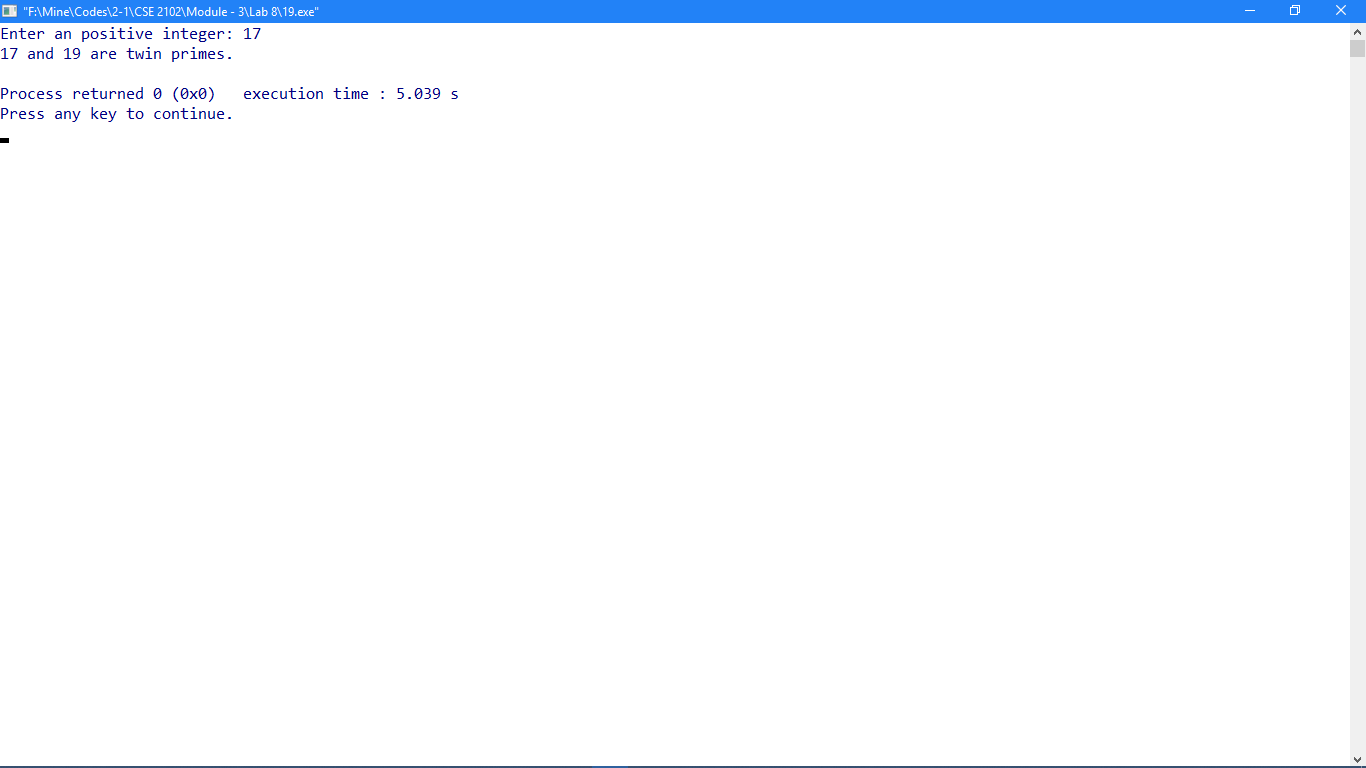 "F:\Mine\Codes\2-1\CSE 2102\Module - 3\Lab 8\19.exe"
Enter an positive integer: 17
17 and 19 are twin primes.
Process returned 0 (0x0)   execution time : 5.039 s
Press any key to continue.